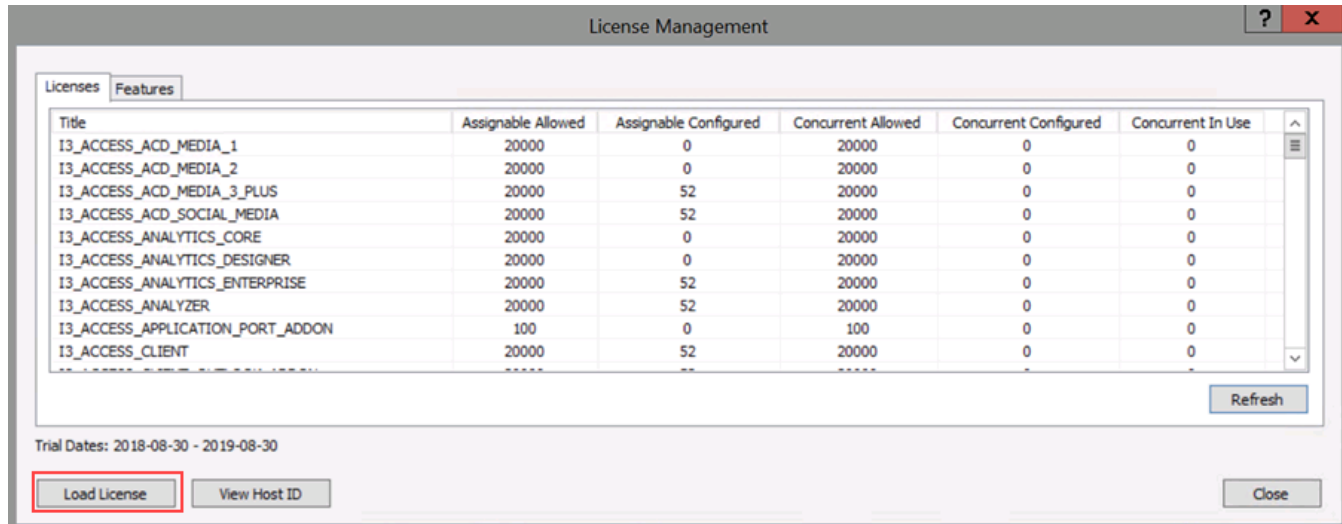 License Management
? x
Licenses Features
Title Assignable Allowed Assignable Configured Concurrent Allowed Concurrent Configured Concurrent In Use
I3_ACCESS_ACD_MEDIA_1 20000 0 20000 0 0
I3_ACCESS_ACD_MEDIA_2 20000 0 20000 0 0
I3_ACCESS_ACD_MEDIA_3_PLUS 20000 52 20000 0 0
I3_ACCESS_ACD_SOCIAL_MEDIA 20000 52 20000 0 0
I3_ACCESS_ANALYTICS_CORE 20000 0 20000 0 0
I3_ACCESS_ANALYTICS_DESIGNER 20000 0 20000 0 0
I3_ACCESS_ANALYTICS_ENTERPRISE 20000 52 20000 0 0
I3_ACCESS_ANALYZER 20000 52 20000 0 0
I3_ACCESS_APPLICATION_PORT_ADDON 100 0 100 0 0
I3_ACCESS_CLIENT 20000 52 20000 0 0
Refresh
Trial Dates: 2018-08-30 - 2019-08-30
Load License View Host ID Close